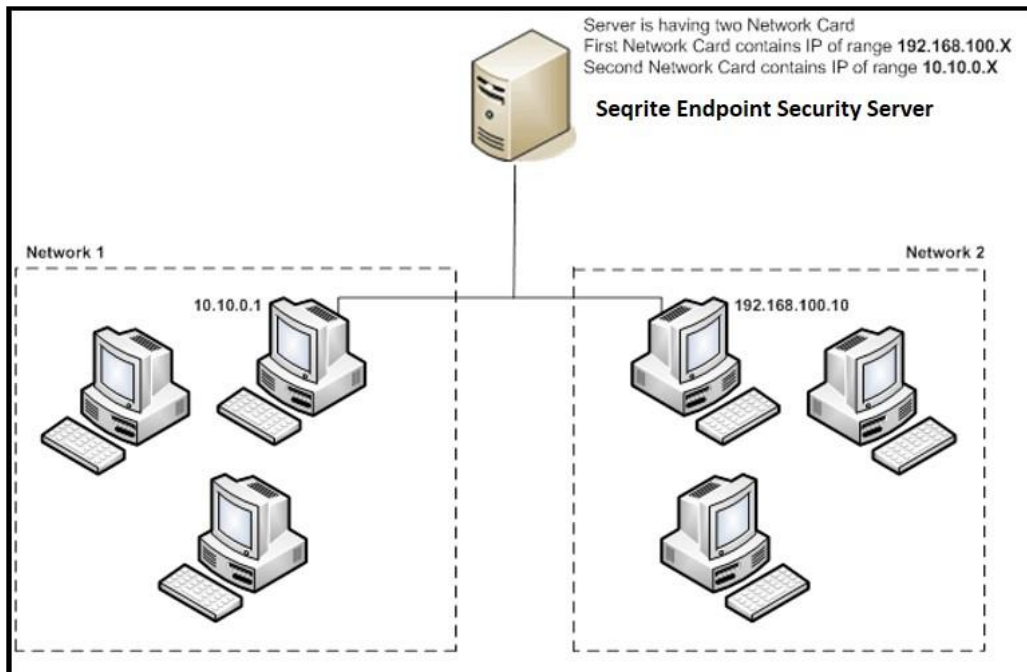 Server is having two Network Card
First Network Card contains IP of range 192.168.100.X
Second Network Card contains IP of range 10.10.0.X
Seqrite Endpoint Security Server
Network 1
Network 2
10.10.0.1
192.168.100.10